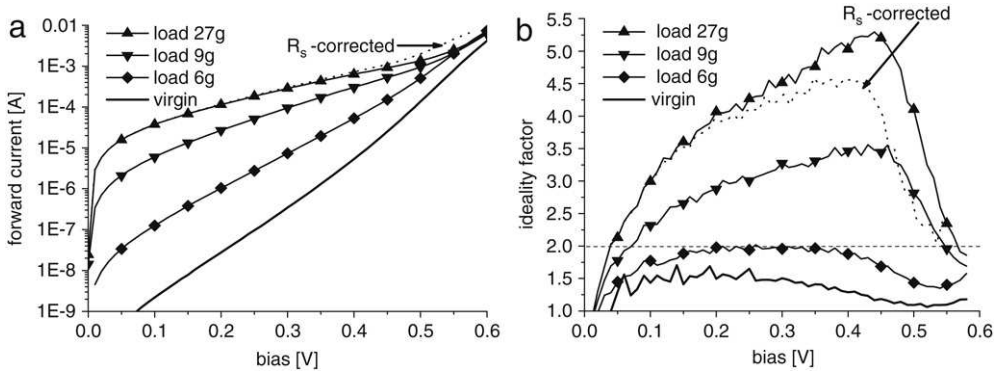 a
forward current [A]
0.01
1E-3
1E-4
1E-5
1E-6
1E-7
1E-8
1E-9
load 27g
load 9g
load 6g
virgin
Rs -corrected
0.0 0.1 0.2 0.3 0.4 0.5 0.6
bias [V]
b
ideality factor
5.5
5.0
4.5
4.0
3.5
3.0
2.5
2.0
1.5
1.0
load 27g
load 9g
load 6g
virgin
Rs -corrected
0.0 0.1 0.2 0.3 0.4 0.5 0.6
bias [V]